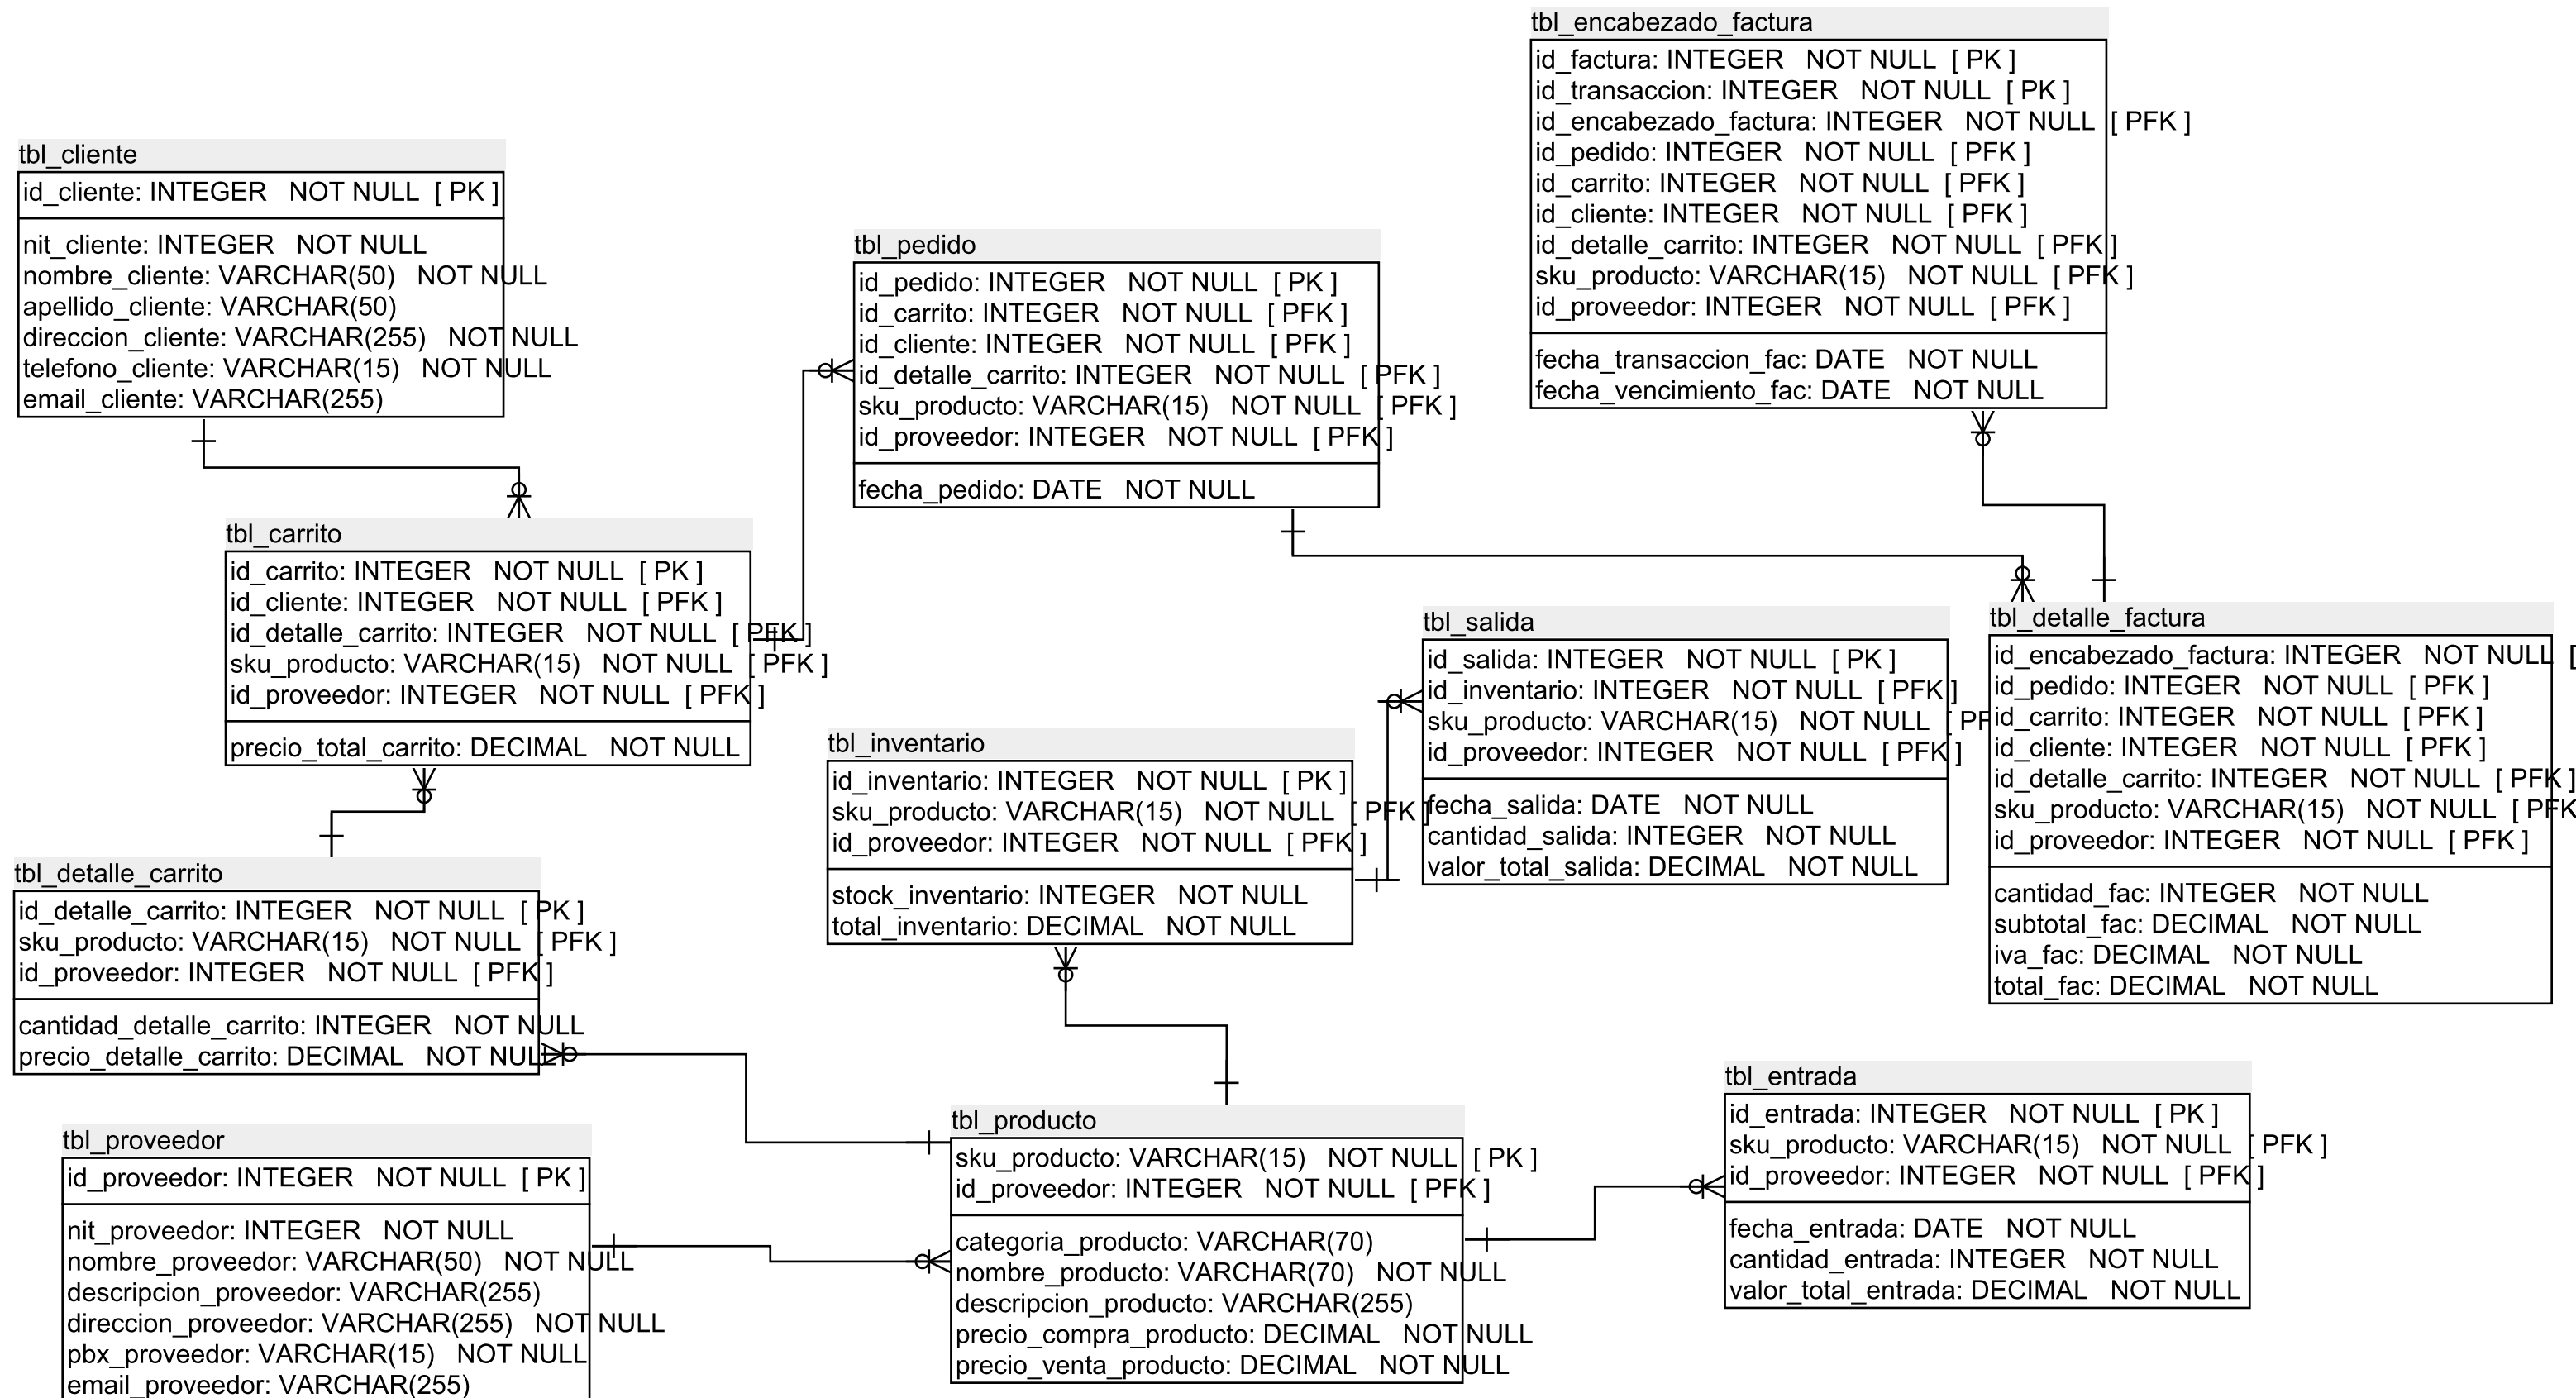 tbl_encabezado_factura
id_factura: INTEGER NOT NULL [ PK ]
id_transaccion: INTEGER NOT NULL [ PK ]
id_encabezado_factura: INTEGER NOT NULL [ PFK ]
id_pedido: INTEGER NOT NULL [ PFK ]
id_carrito: INTEGER NOT NULL [ PFK ]
id_cliente: INTEGER NOT NULL [ PFK ]
id_detalle_carrito: INTEGER NOT NULL [ PFK ]
sku_producto: VARCHAR(15) NOT NULL [ PFK ]
id_proveedor: INTEGER NOT NULL [ PFK ]
fecha_transaccion_fac: DATE NOT NULL
fecha_vencimiento_fac: DATE NOT NULL
tbl_cliente
id_cliente: INTEGER NOT NULL [ PK ]
nit_cliente: INTEGER NOT NULL
nombre_cliente: VARCHAR(50) NOT NULL
apellido_cliente: VARCHAR(50)
direccion_cliente: VARCHAR(255) NOT NULL
telefono_cliente: VARCHAR(15) NOT NULL
email_cliente: VARCHAR(255)
tbl_pedido
id_pedido: INTEGER NOT NULL [ PK ]
id_carrito: INTEGER NOT NULL [ PFK ]
id_cliente: INTEGER NOT NULL [ PFK ]
id_detalle_carrito: INTEGER NOT NULL [ PFK ]
sku_producto: VARCHAR(15) NOT NULL [ PFK ]
id_proveedor: INTEGER NOT NULL [ PFK ]
fecha_pedido: DATE NOT NULL
tbl_carrito
id_carrito: INTEGER NOT NULL [ PK ]
id_cliente: INTEGER NOT NULL [ PFK ]
id_detalle_carrito: INTEGER NOT NULL [ PFK ]
sku_producto: VARCHAR(15) NOT NULL [ PFK ]
id_proveedor: INTEGER NOT NULL [ PFK ]
precio_total_carrito: DECIMAL NOT NULL
tbl_salida
id_salida: INTEGER NOT NULL [ PK ]
id_inventario: INTEGER NOT NULL [ PFK ]
sku_producto: VARCHAR(15) NOT NULL [ PF
id_proveedor: INTEGER NOT NULL [ PFK ]
fecha_salida: DATE NOT NULL
cantidad_salida: INTEGER NOT NULL
valor_total_salida: DECIMAL NOT NULL
tbl_detalle_factura
id_encabezado_factura: INTEGER NOT NULL [
id_pedido: INTEGER NOT NULL [ PFK ]
id_carrito: INTEGER NOT NULL [ PFK ]
id_cliente: INTEGER NOT NULL [ PFK ]
id_detalle_carrito: INTEGER NOT NULL [ PFK ]
sku_producto: VARCHAR(15) NOT NULL [ PFK
id_proveedor: INTEGER NOT NULL [ PFK ]
cantidad_fac: INTEGER NOT NULL
subtotal_fac: DECIMAL NOT NULL
iva_fac: DECIMAL NOT NULL
total_fac: DECIMAL NOT NULL
tbl_inventario
id_inventario: INTEGER NOT NULL [ PK ]
sku_producto: VARCHAR(15) NOT NULL [ PFK ]
id_proveedor: INTEGER NOT NULL [ PFK ]
stock_inventario: INTEGER NOT NULL
total_inventario: DECIMAL NOT NULL
tbl_detalle_carrito
id_detalle_carrito: INTEGER NOT NULL [ PK ]
sku_producto: VARCHAR(15) NOT NULL [ PFK ]
id_proveedor: INTEGER NOT NULL [ PFK ]
cantidad_detalle_carrito: INTEGER NOT NULL
precio_detalle_carrito: DECIMAL NOT NULL
tbl_proveedor
id_proveedor: INTEGER NOT NULL [ PK ]
nit_proveedor: INTEGER NOT NULL
nombre_proveedor: VARCHAR(50) NOT NULL
descripcion_proveedor: VARCHAR(255)
direccion_proveedor: VARCHAR(255) NOT NULL
pbx_proveedor: VARCHAR(15) NOT NULL
email_proveedor: VARCHAR(255)
tbl_producto
sku_producto: VARCHAR(15) NOT NULL [ PK ]
id_proveedor: INTEGER NOT NULL [ PFK ]
categoria_producto: VARCHAR(70)
nombre_producto: VARCHAR(70) NOT NULL
descripcion_producto: VARCHAR(255)
precio_compra_producto: DECIMAL NOT NULL
precio_venta_producto: DECIMAL NOT NULL
tbl_entrada
id_entrada: INTEGER NOT NULL [ PK ]
sku_producto: VARCHAR(15) NOT NULL [ PFK ]
id_proveedor: INTEGER NOT NULL [ PFK ]
fecha_entrada: DATE NOT NULL
cantidad_entrada: INTEGER NOT NULL
valor_total_entrada: DECIMAL NOT NULL